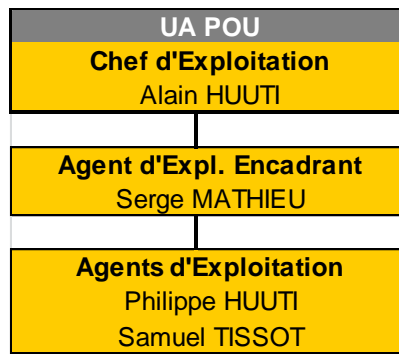 UA POU
Chef d'Exploitation
Alain HUUTI
Agent d'Expl. Encadrant
Serge MATHIEU
Agents d'Exploitation
Philippe HUUTI
Samuel TISSOT